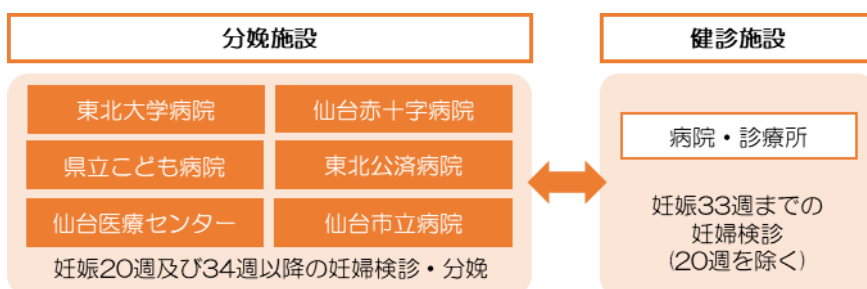 分娩施設
東北大学病院
仙台赤十字病院
県立こども病院
東北公済病院
仙台医療センター
仙台市立病院
妊娠20週及び34週以降の妊婦検診・分娩
健診施設
病院・診療所
妊娠33週までの
妊婦検診
(20週を除く)